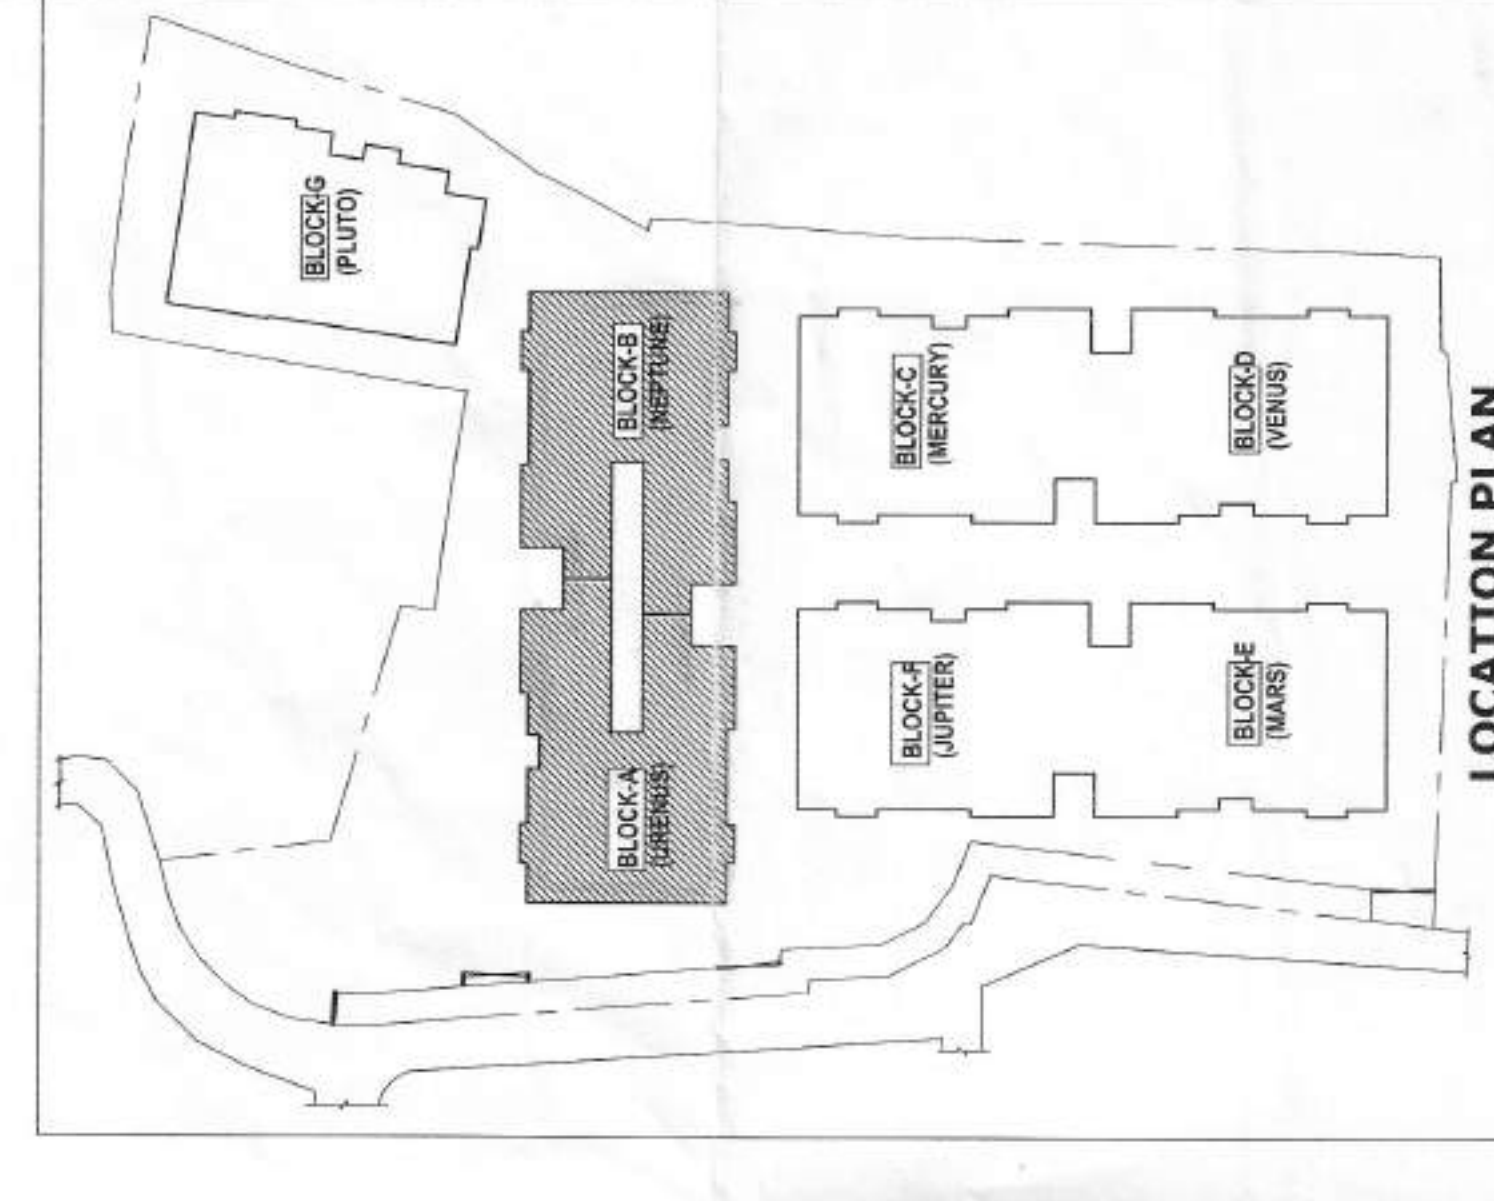 BLOCK-G
(PLUTO)
BLOCK-B
(NEPTUNE)
BLOCK-A
(URENUS)
BLOCK-C
(MERCURY)
BLOCK-D
(VENUS)
BLOCK-F
(JUPITER)
BLOCK-E
(MARS)
LOCATION PLAN